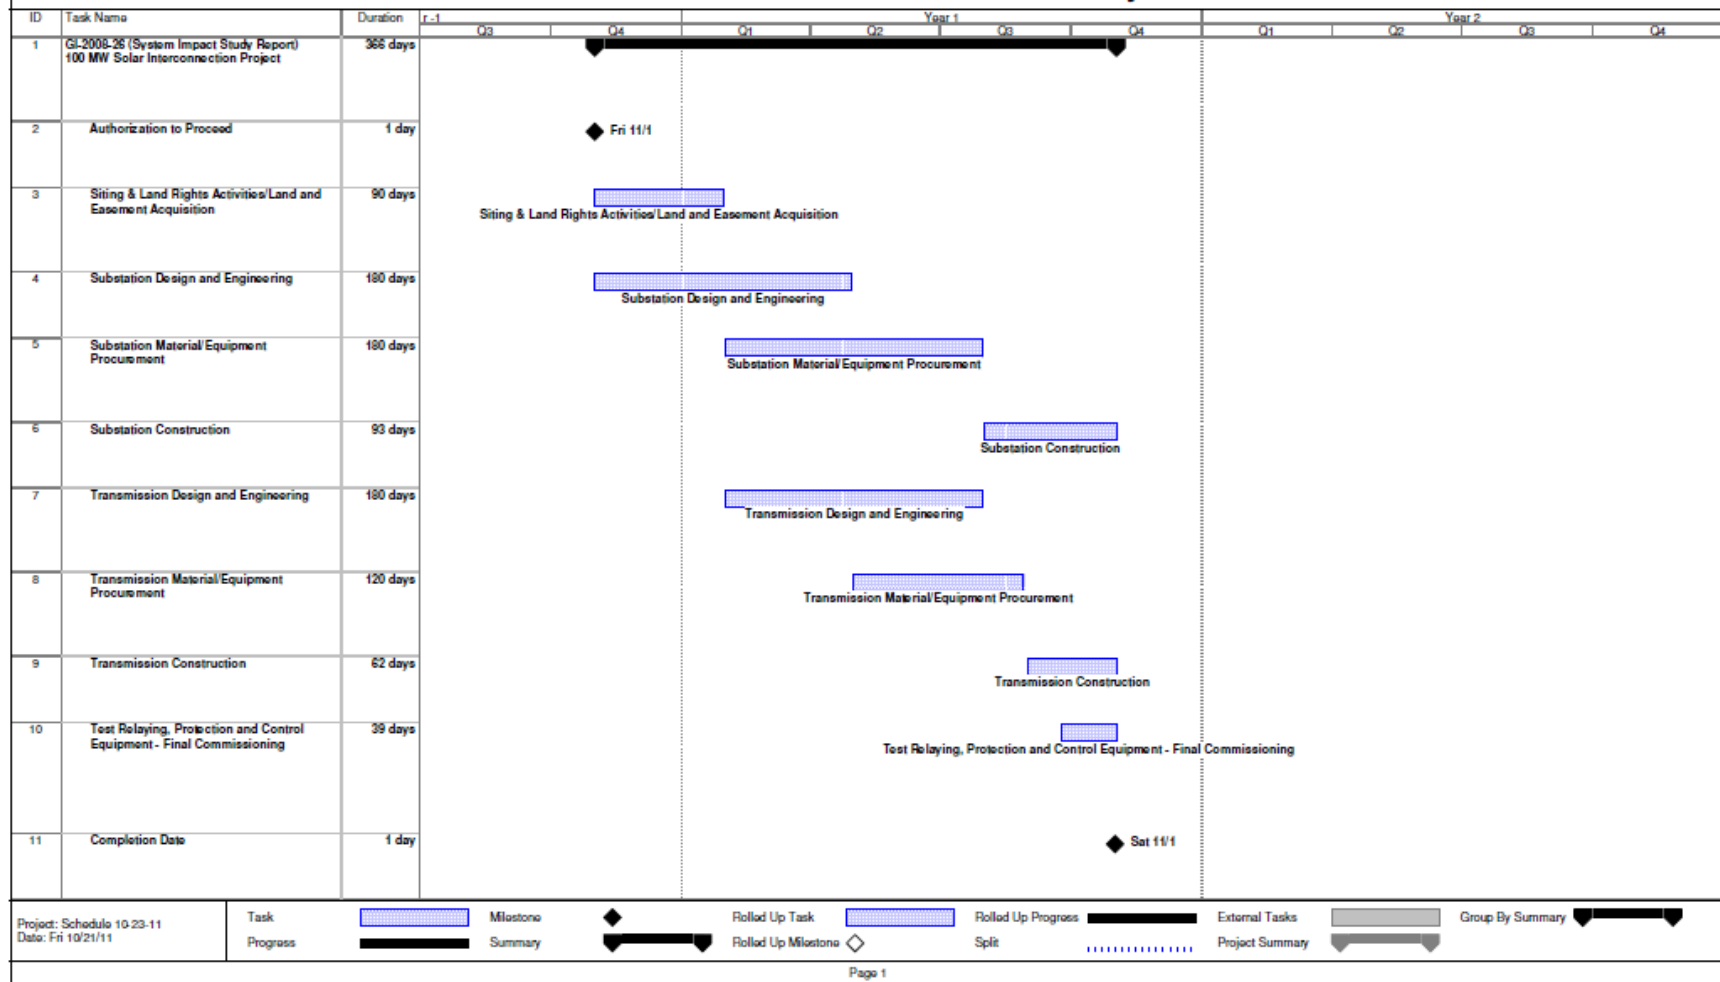 ID Task Name Duration r -1 Year 1 Year 2
Q3 Q4 Q1 Q2 Q3 Q4 Q1 Q2 Q3 Q4
1 GI-2008-26 (System Impact Study Report) 366 days
100 MW Solar Interconnection Project
2 Authorization to Proceed 1 day Fri 11/1
3 Siting & Land Rights Activities/Land and 90 days
Easement Acquisition
Siting & Land Rights Activities/Land and Easement Acquisition
4 Substation Design and Engineering 180 days
Substation Design and Engineering
5 Substation Material/Equipment 180 days
Procurement
Substation Material/Equipment Procurement
6 Substation Construction 93 days
Substation Construction
7 Transmission Design and Engineering 180 days
Transmission Design and Engineering
8 Transmission Material/Equipment 120 days
Procurement
Transmission Material/Equipment Procurement
9 Transmission Construction 62 days
Transmission Construction
10 Test Relaying, Protection and Control 39 days
Equipment - Final Commissioning
Test Relaying, Protection and Control Equipment - Final Commissioning
11 Completion Date 1 day Sat 11/1
Project: Schedule 10-23-11
Date: Fri 10/21/11
Task Milestone Rolled Up Task Rolled Up Progress External Tasks Group By Summary
Progress Summary Rolled Up Milestone Split Project Summary
Page 1